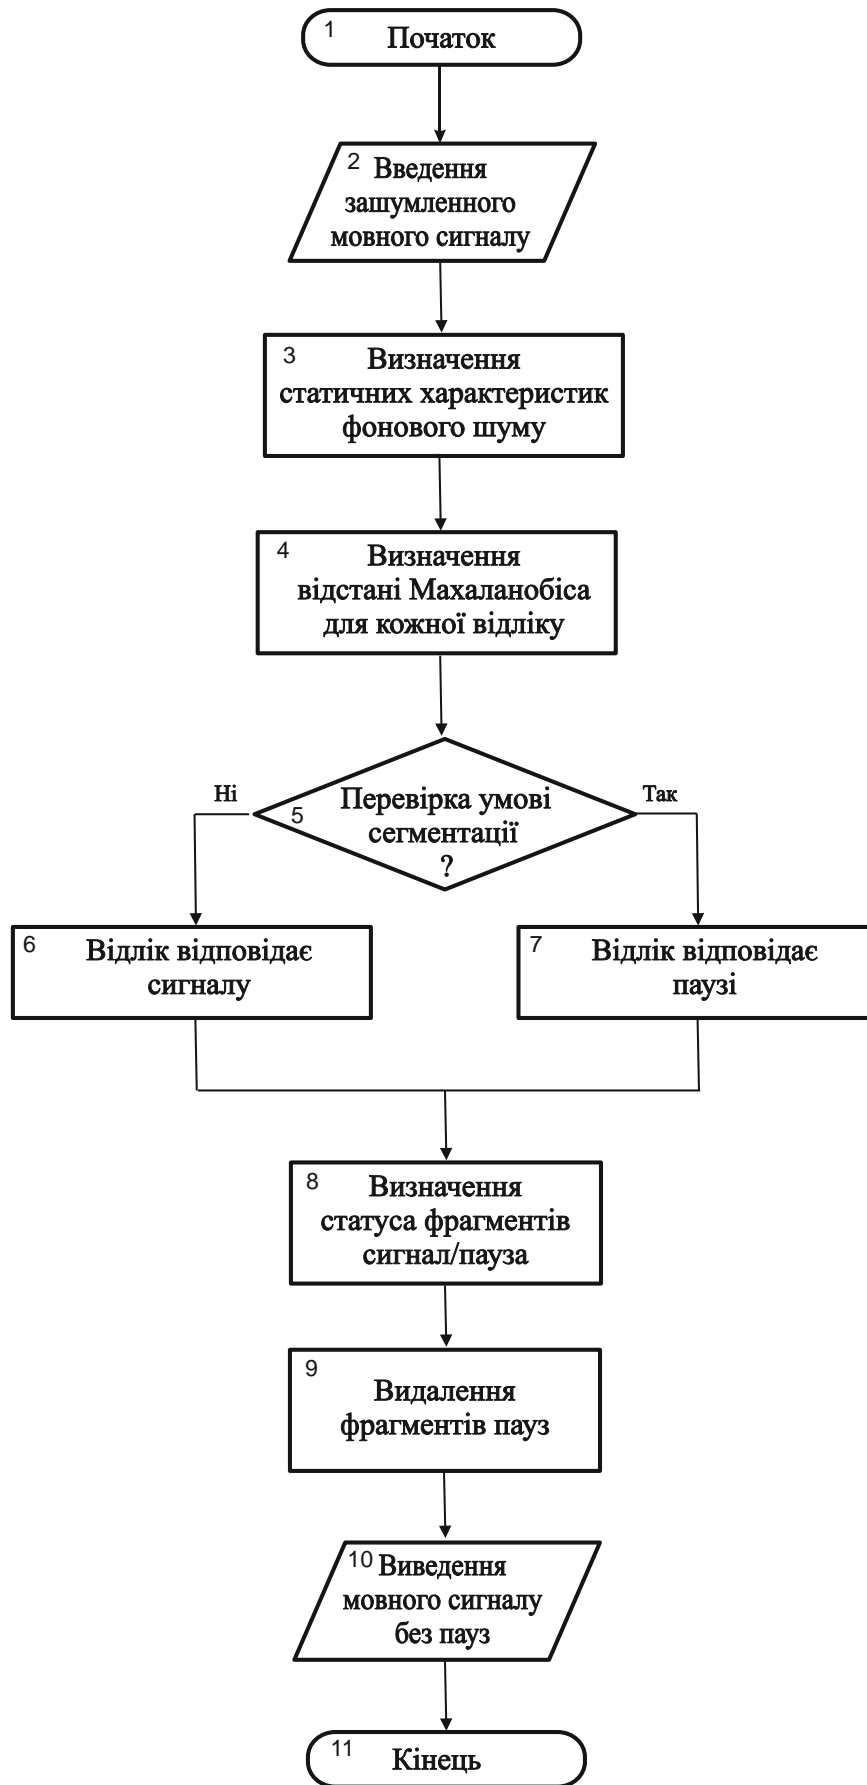 1 Початок
2 Введення
зашумленного
мовного сигналу
3 Визначення
статичних характеристик
фонового шуму
4 Визначення
відстані Махаланобіса
для кожної відліку
Ні
Так
5 Перевірка умові
сегментації
?
6 Відлік відповідає
сигналу
7 Відлік відповідає
паузі
8 Визначення
статуса фрагментів
сигнал/пауза
9
Видалення
фрагментів пауз
10 Виведення
мовного сигналу
без пауз
11 Кінець